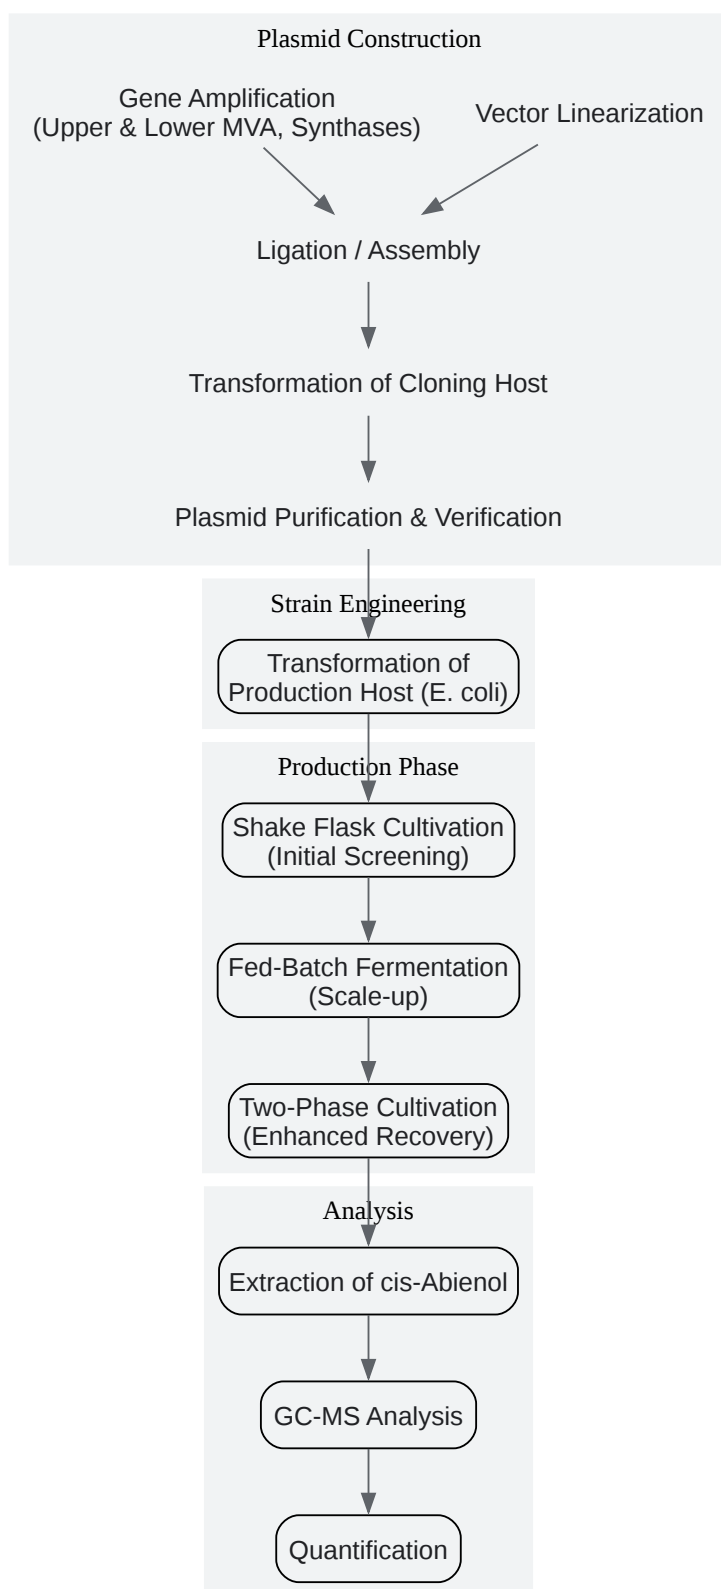 Plasmid Construction
Gene Amplification
(Upper & Lower MVA, Synthases)
Vector Linearization
Ligation / Assembly
Transformation of Cloning Host
Plasmid Purification & Verification
Strain Engineering
Transformation of
Production Host (E. coli)
Production Phase
Shake Flask Cultivation
(Initial Screening)
Fed-Batch Fermentation
(Scale-up)
Two-Phase Cultivation
(Enhanced Recovery)
Analysis
Extraction of cis-Abienol
GC-MS Analysis
Quantification